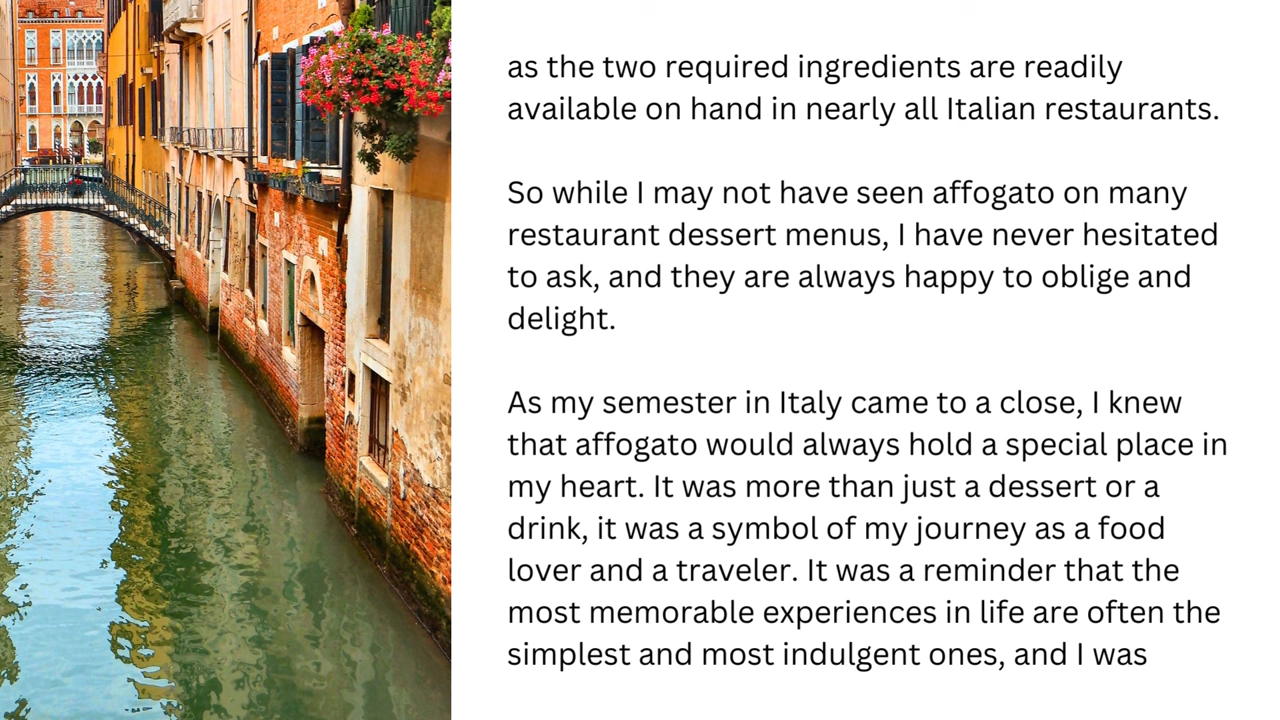 as the two required ingredients are readily
available on hand in nearly all Italian restaurants.
So while I may not have seen affogato on many
restaurant dessert menus, I have never hesitated
to ask, and they are always happy to oblige and
delight.
As my semester in Italy came to a close, I knew
that affogato would always hold a special place in
my heart. It was more than just a dessert or a
drink, it was a symbol of my journey as a food
lover and a traveler. It was a reminder that the
most memorable experiences in life are often the
simplest and most indulgent ones, and I was